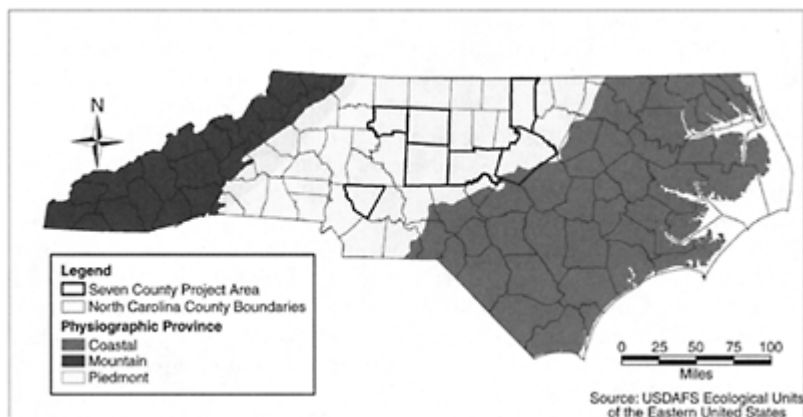 N
Legend
Seven County Project Area
North Carolina County Boundaries
Physiographic Province
Coastal
Mountain
Piedmont
0 25 50 75 100
Miles
Source: USDAFS Ecological Units
of the Eastern United States